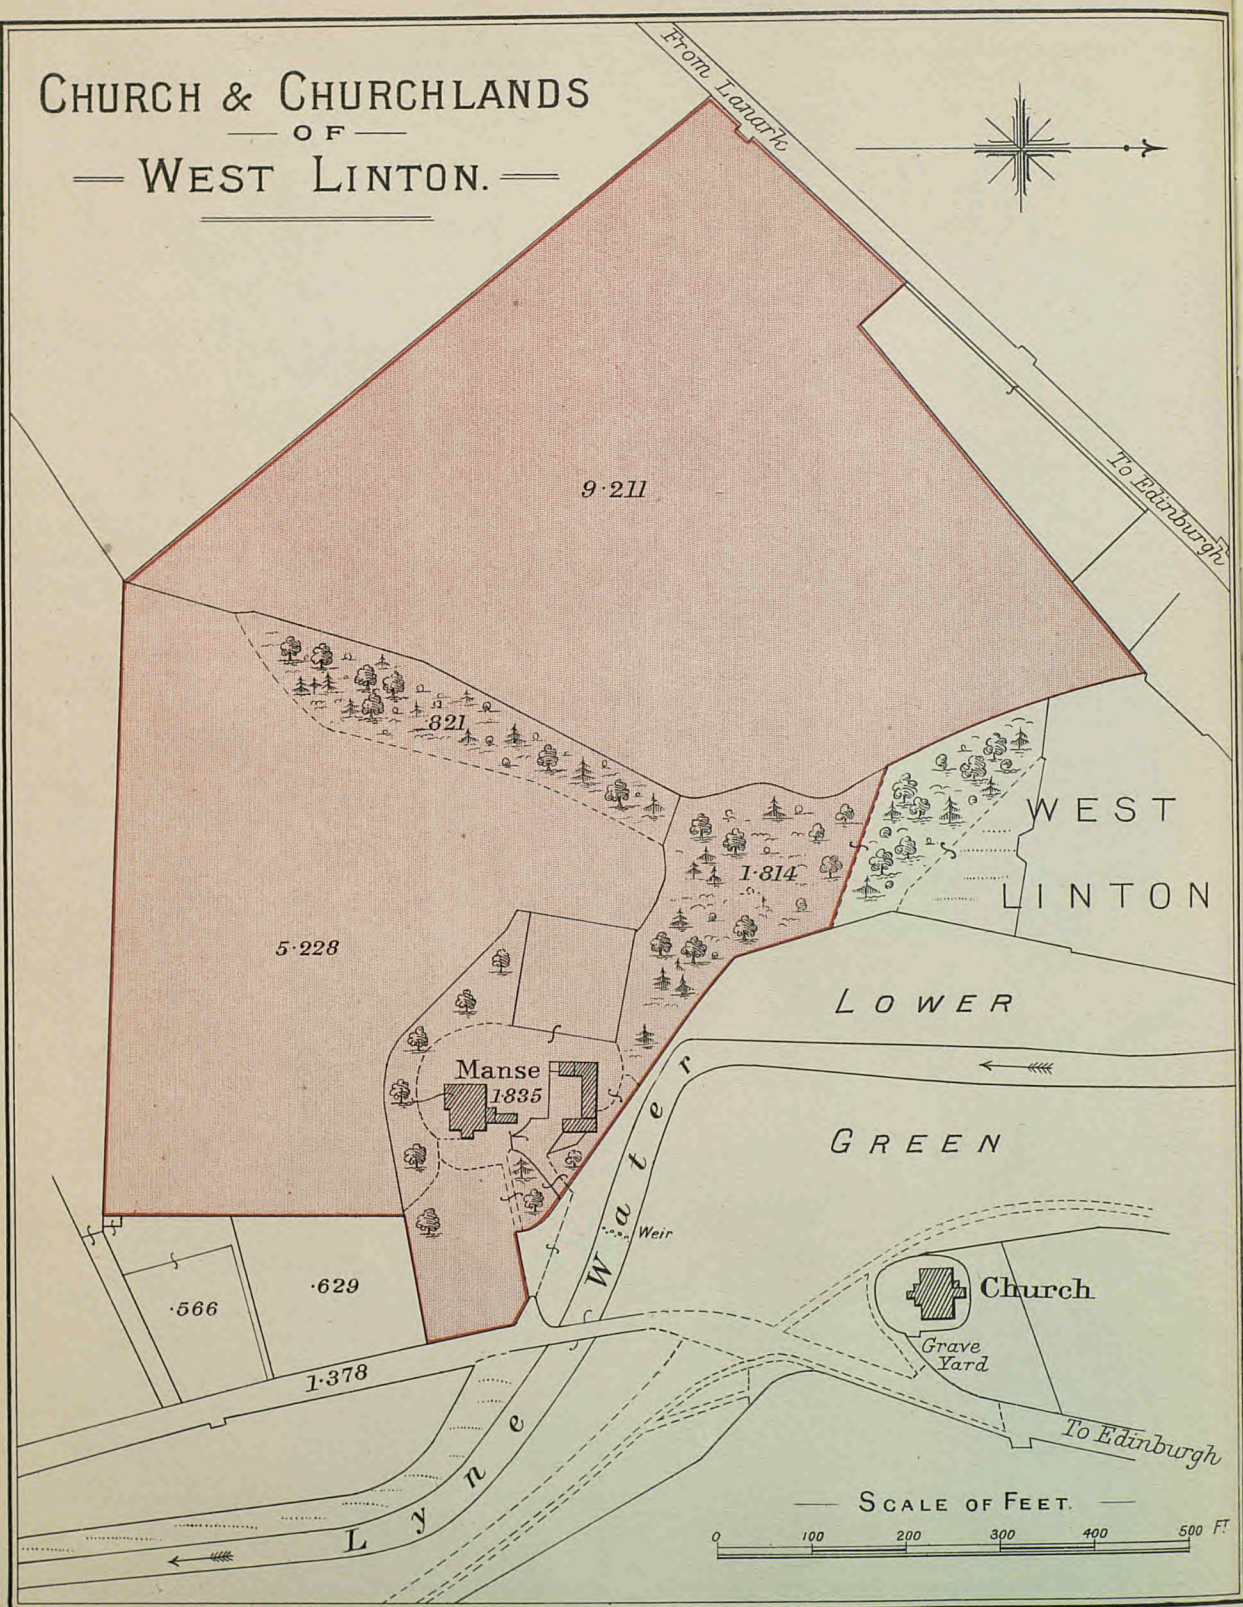 CHURCH & CHURCHLANDS
OF
WEST LINTON.
From Lanark
To Edinburgh
9·211
·821
1·814
WEST
LINTON
5·228
LOWER
Manse
1·835
GREEN
Water
Weir
·629
·566
Church
Grave
Yard
1·378
To Edinburgh
Lyne
SCALE OF FEET.
0 100 200 300 400 500 FT